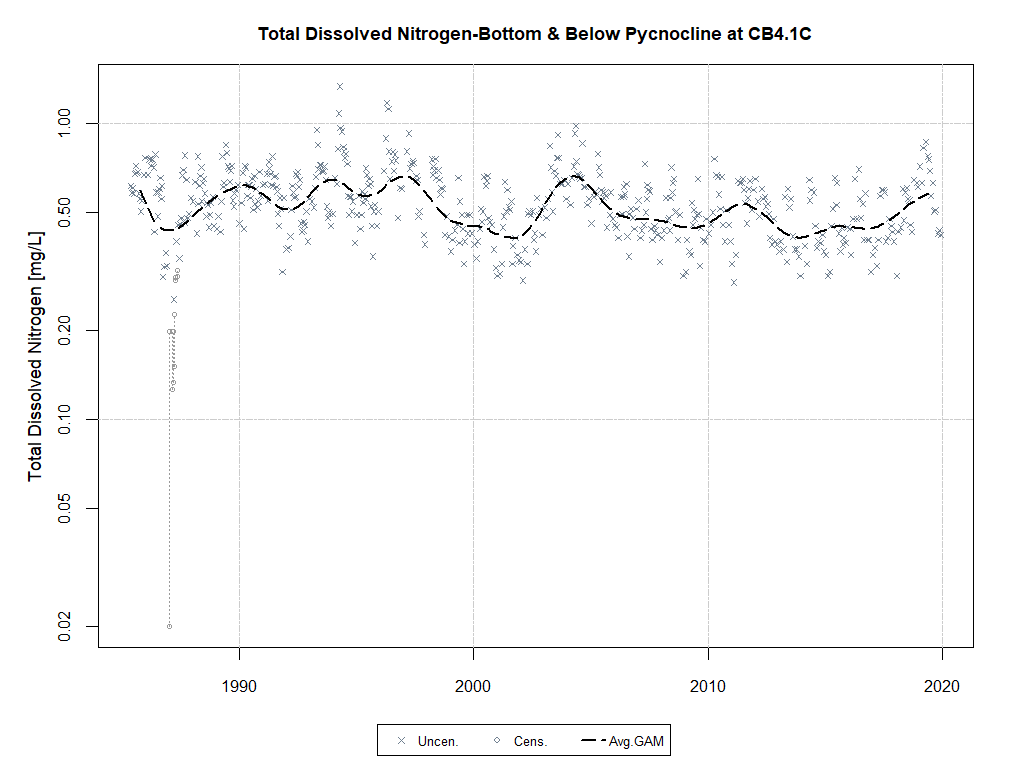 Total Dissolved Nitrogen-Bottom & Below Pycnocline at CB4.1C
Total Dissolved Nitrogen [mg/L]
1.00
0.50
0.20
0.10
0.05
0.02
1990
2000
2010
2020
Uncen.
Cens.
Avg.GAM